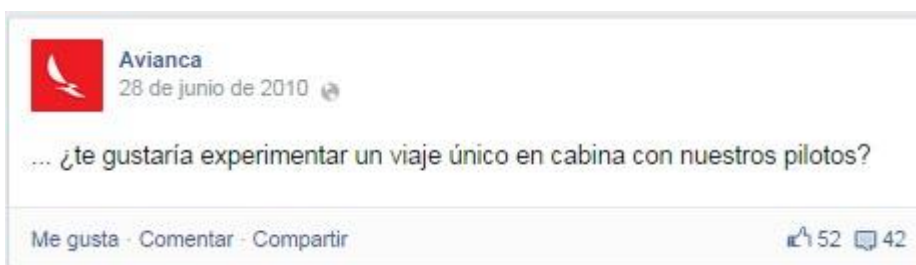 Avianca
28 de junio de 2010
... ¿te gustaría experimentar un viaje único en cabina con nuestros pilotos?
Me gusta · Comentar · Compartir 52 42